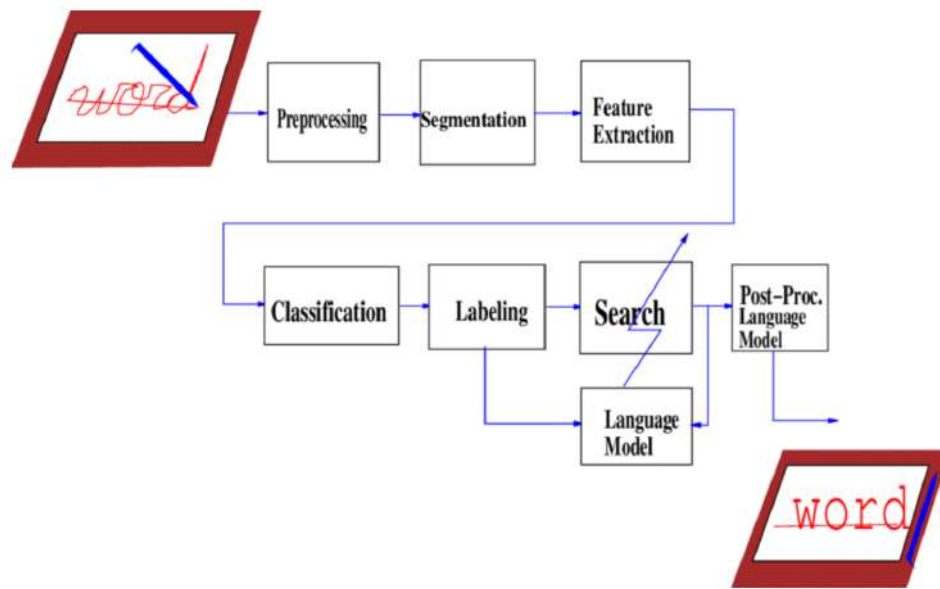 word
Preprocessing
Segmentation
Feature
Extraction
Classification
Labeling
Search
Post-Proc.
Language
Model
Language
Model
word